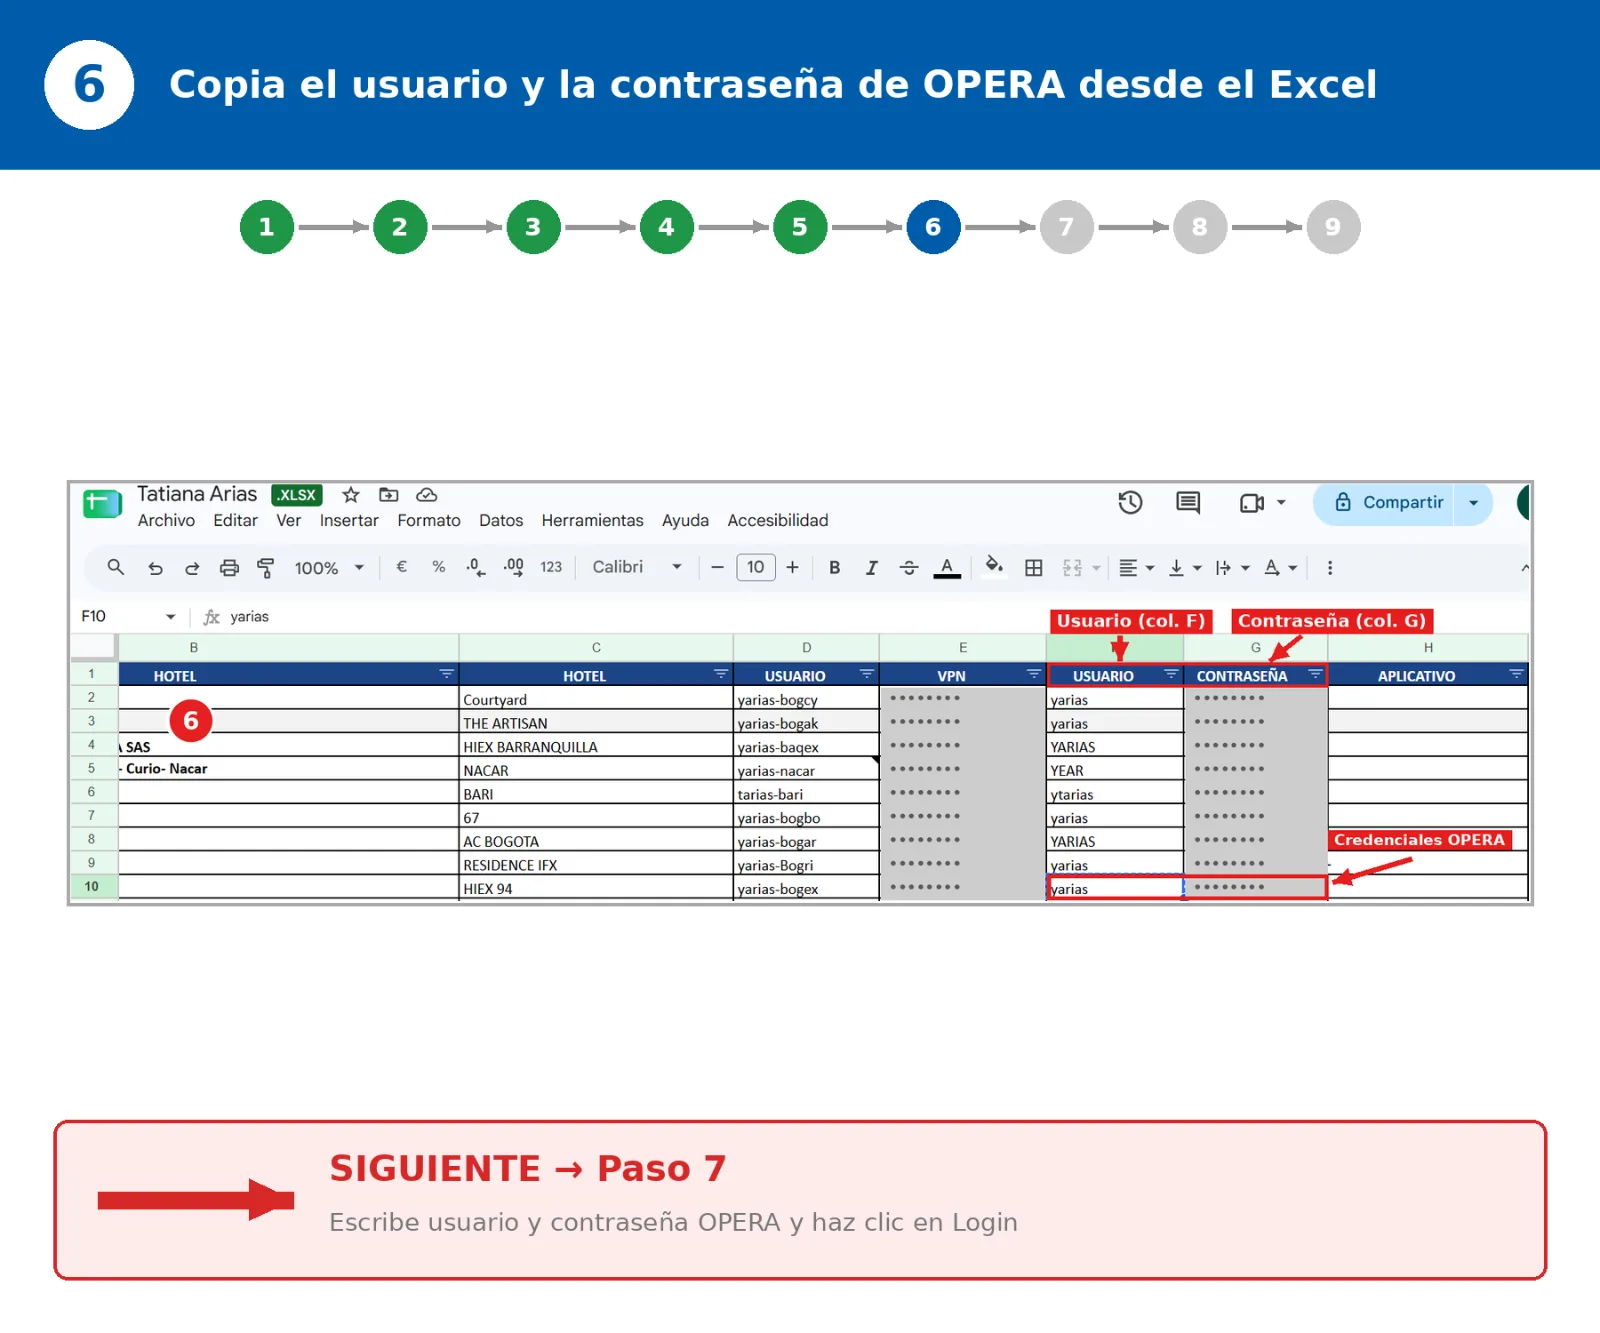 6 Copia el usuario y la contraseña de OPERA desde el Excel
1 2 3 4 5 6 7 8 9
Tatiana Arias .XLSX
Archivo Editar Ver Insertar Formato Datos Herramientas Ayuda Accesibilidad
Compartir
100% € % .0 .00 123 Calibri 10 B I S A A
F10 fx yarias
Usuario (col. F) Contraseña (col. G)
B C D E G H
1 HOTEL HOTEL USUARIO VPN USUARIO CONTRASEÑA APLICATIVO
2 Courtyard yarias-bogcy •••••••• yarias ••••••••
3 THE ARTISAN yarias-bogak •••••••• yarias ••••••••
6
4 SAS HIEX BARRANQUILLA yarias-baqex •••••••• YARIAS ••••••••
5 - Curio- Nacar NACAR yarias-nacar •••••••• YEAR ••••••••
6 BARI tarias-bari •••••••• ytarias ••••••••
7 67 yarias-bogbo •••••••• yarias ••••••••
8 AC BOGOTA yarias-bogar •••••••• YARIAS •••••••• Credenciales OPERA
9 RESIDENCE IFX yarias-Bogri •••••••• yarias ••••••••
10 HIEX 94 yarias-bogex •••••••• yarias ••••••••
SIGUIENTE → Paso 7
Escribe usuario y contraseña OPERA y haz clic en Login